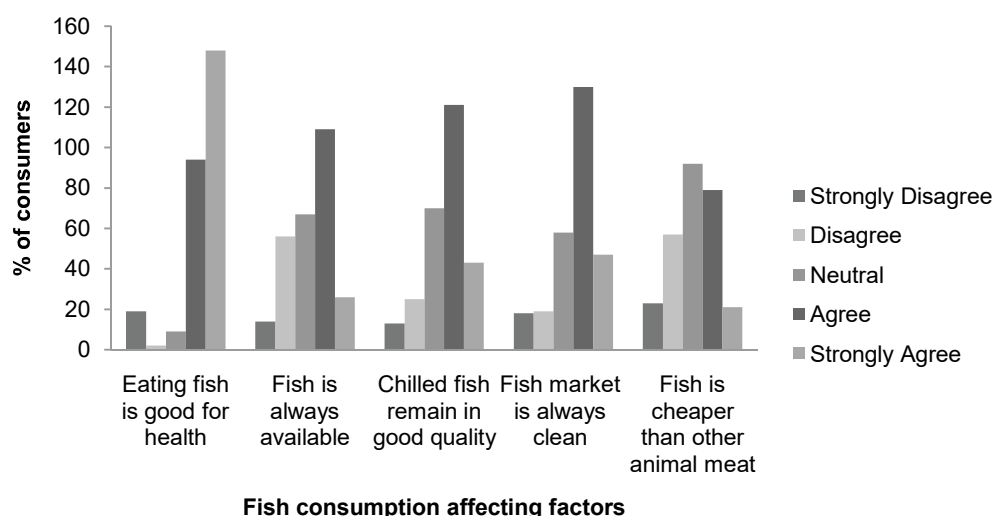 160
140
120
100
80
60
40
20
0
% of consumers
Strongly Disagree
Disagree
Neutral
Agree
Strongly Agree
Eating fish
is good for
health
Fish is
always
available
Chilled fish
remain in
good quality
Fish market
is always
clean
Fish is
cheaper
than other
animal meat
Fish consumption affecting factors